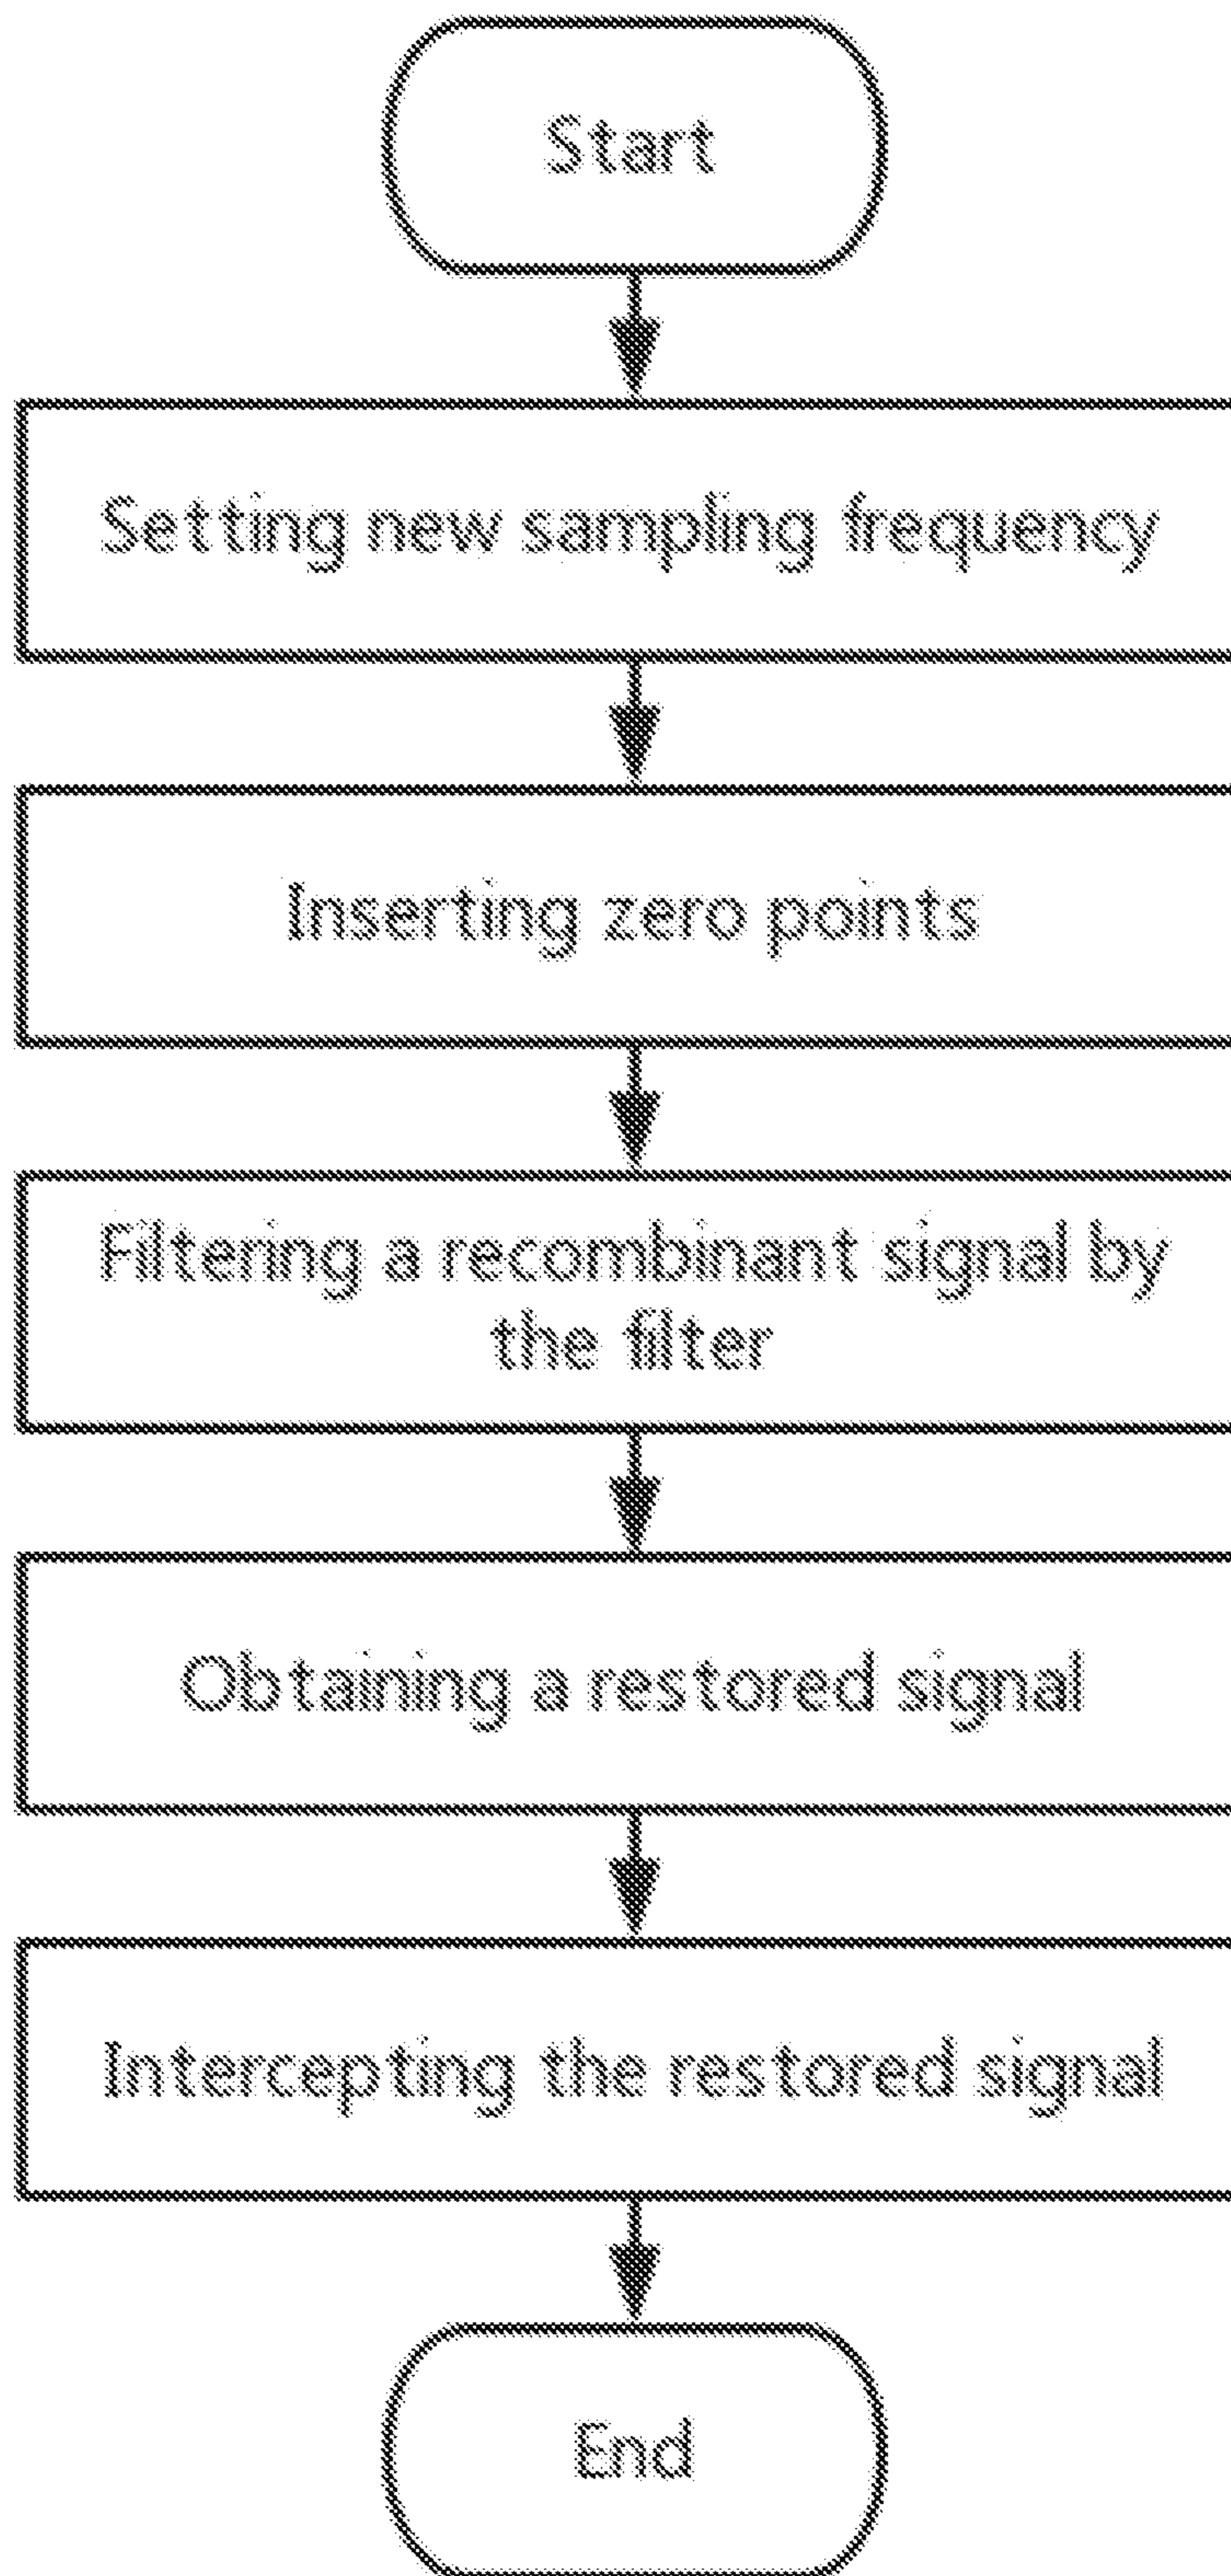 Start
Setting new sampling frequency
Inserting zero points
Filtering a recombinant signal by
the filter
Obtaining a restored signal
Intercepting the restored signal
End